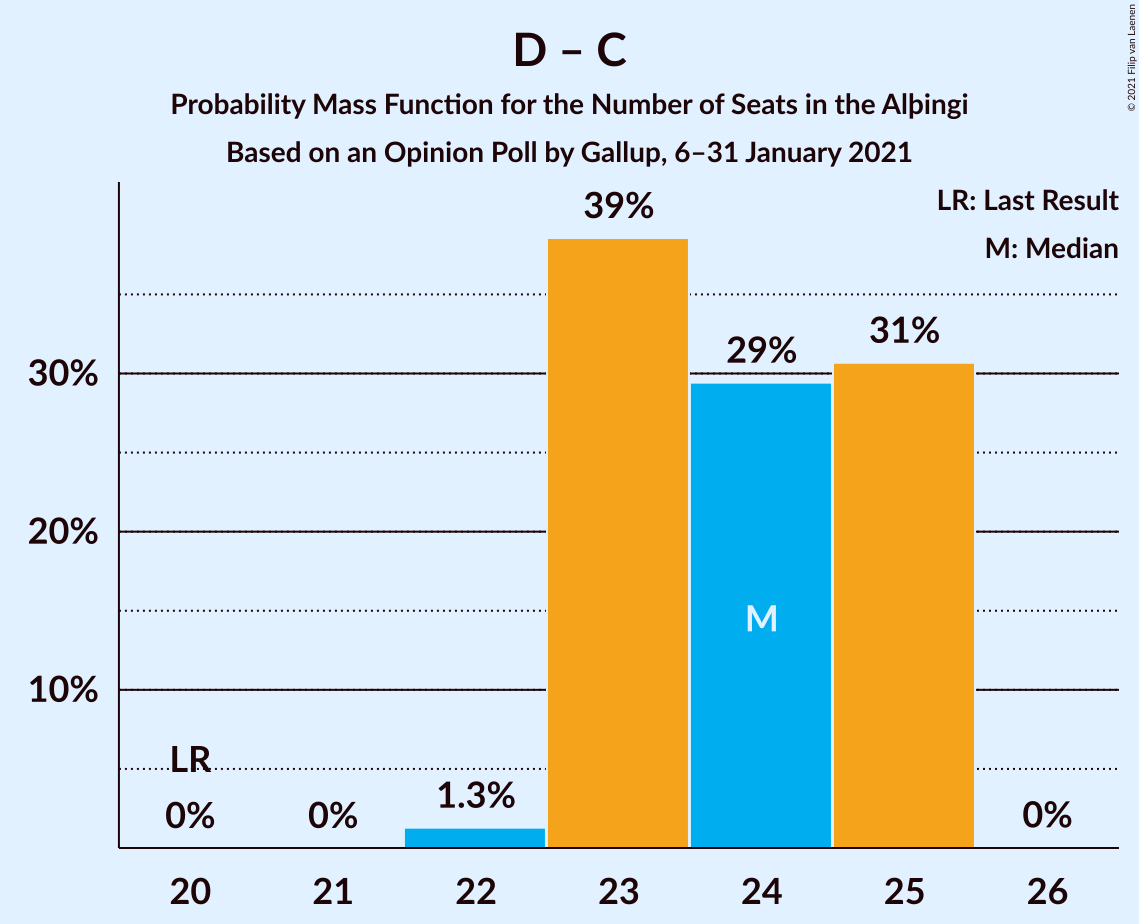 D – C
Probability Mass Function for the Number of Seats in the Alþingi
Based on an Opinion Poll by Gallup, 6–31 January 2021
© 2021 Filip van Laenen
LR: Last Result
M: Median
39%
31%
29%
30%
20%
M
10%
LR
1.3%
0%
0%
0%
20
21
22
23
24
25
26